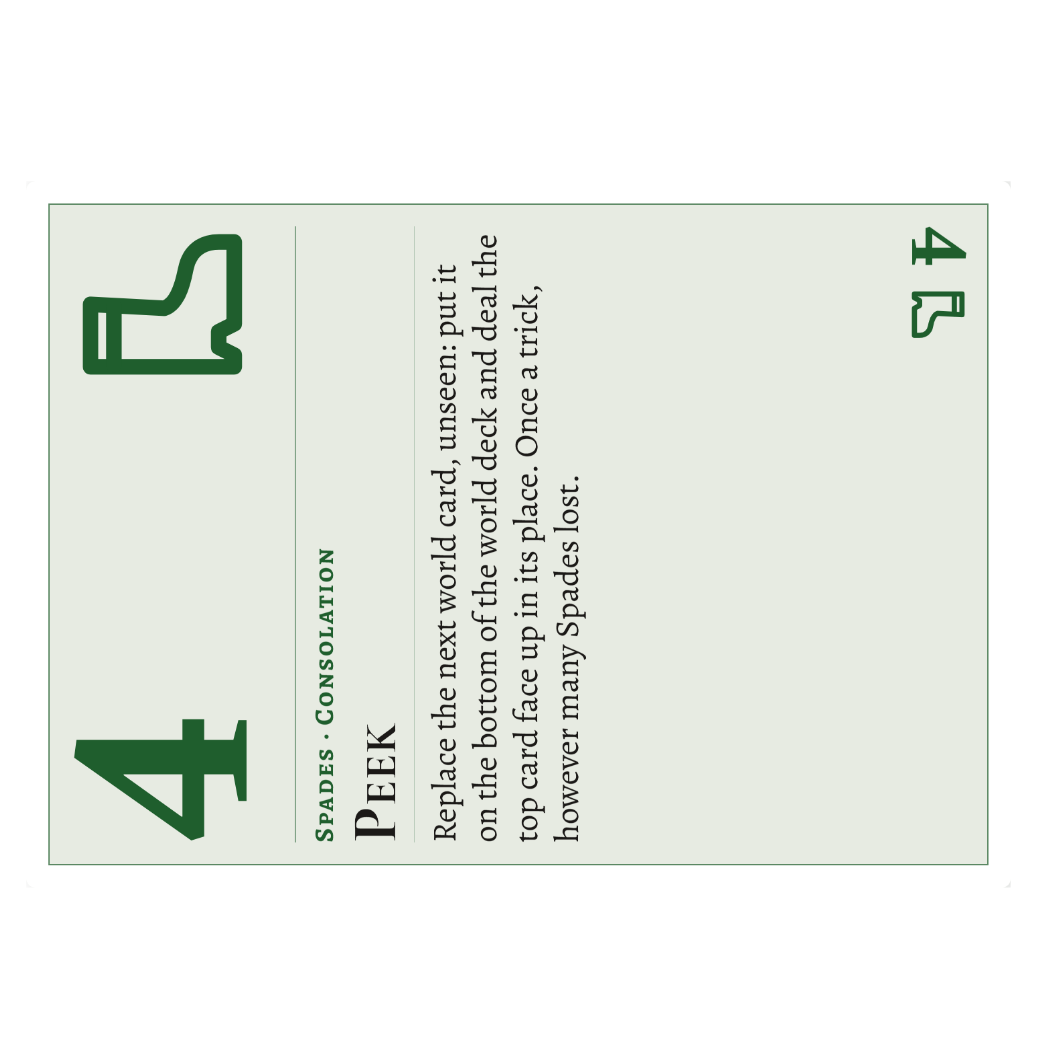 4
Spades · Consolation
Peek
Replace the next world card, unseen: put it
on the bottom of the world deck and deal the
top card face up in its place. Once a trick,
however many Spades lost.
4